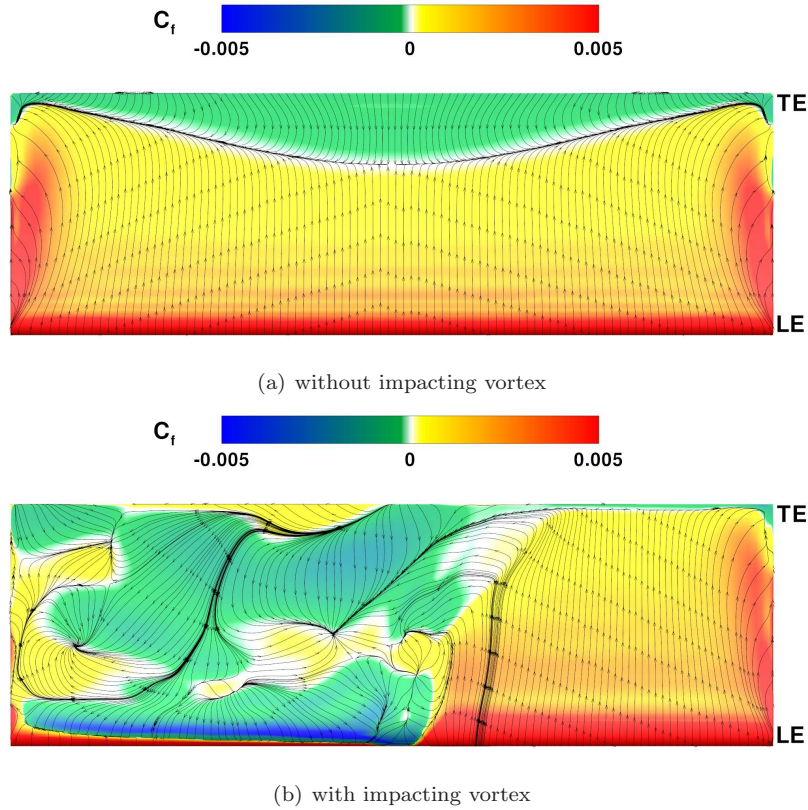 Cf
-0.005 0 0.005
TE
LE
(a) without impacting vortex
Cf
-0.005 0 0.005
TE
LE
(b) with impacting vortex